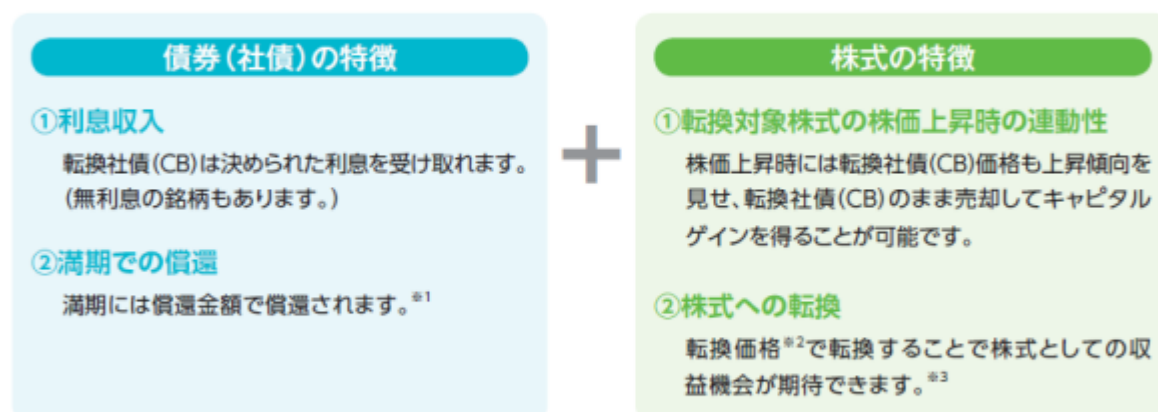 債券(社債)の特徴
①利息収入
転換社債(CB)は決められた利息を受け取れます。
(無利息の銘柄もあります。)
②満期での償還
満期には償還金額で償還されます。※1
+
株式の特徴
①転換対象株式の株価上昇時の連動性
株価上昇時には転換社債(CB)価格も上昇傾向を
見せ、転換社債(CB)のまま売却してキャピタル
ゲインを得ることが可能です。
②株式への転換
転換価格※2で転換することで株式としての収
益機会が期待できます。※3